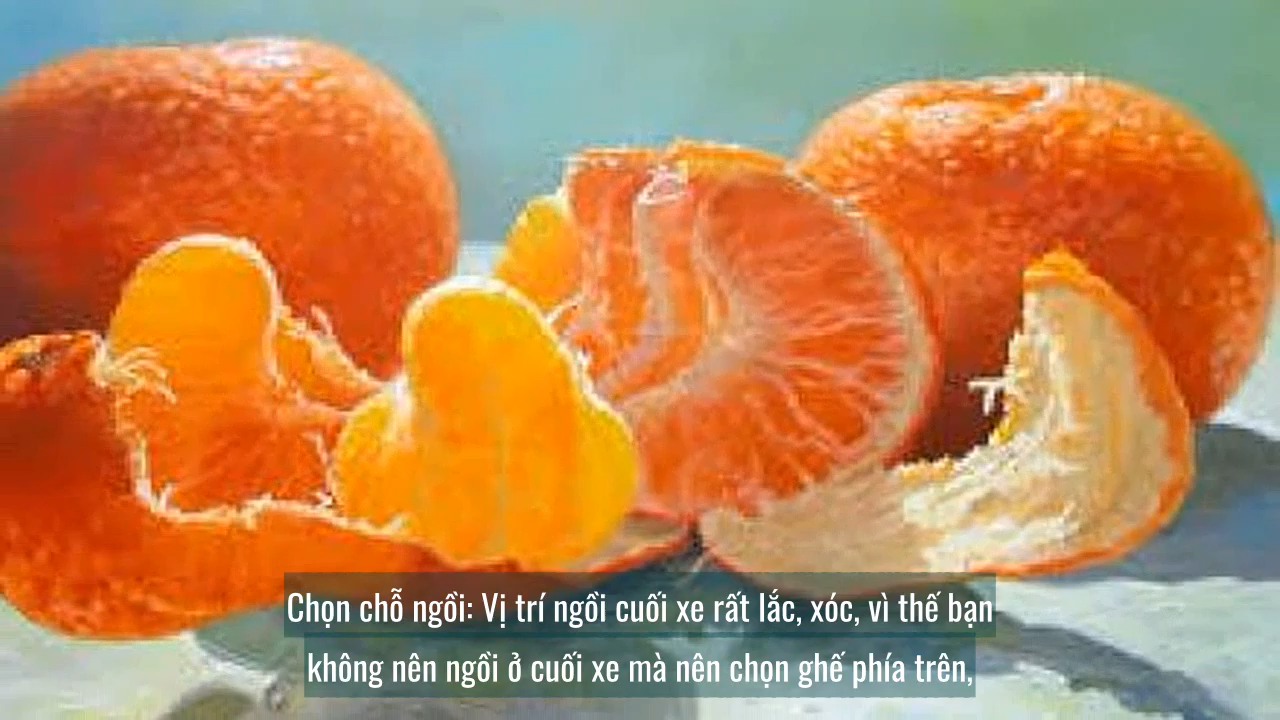 Chọn chỗ ngồi: Vị trí ngồi cuối xe rất lắc, xóc, vì thế bạn
không nên ngồi ở cuối xe mà nên chọn ghế phía trên,